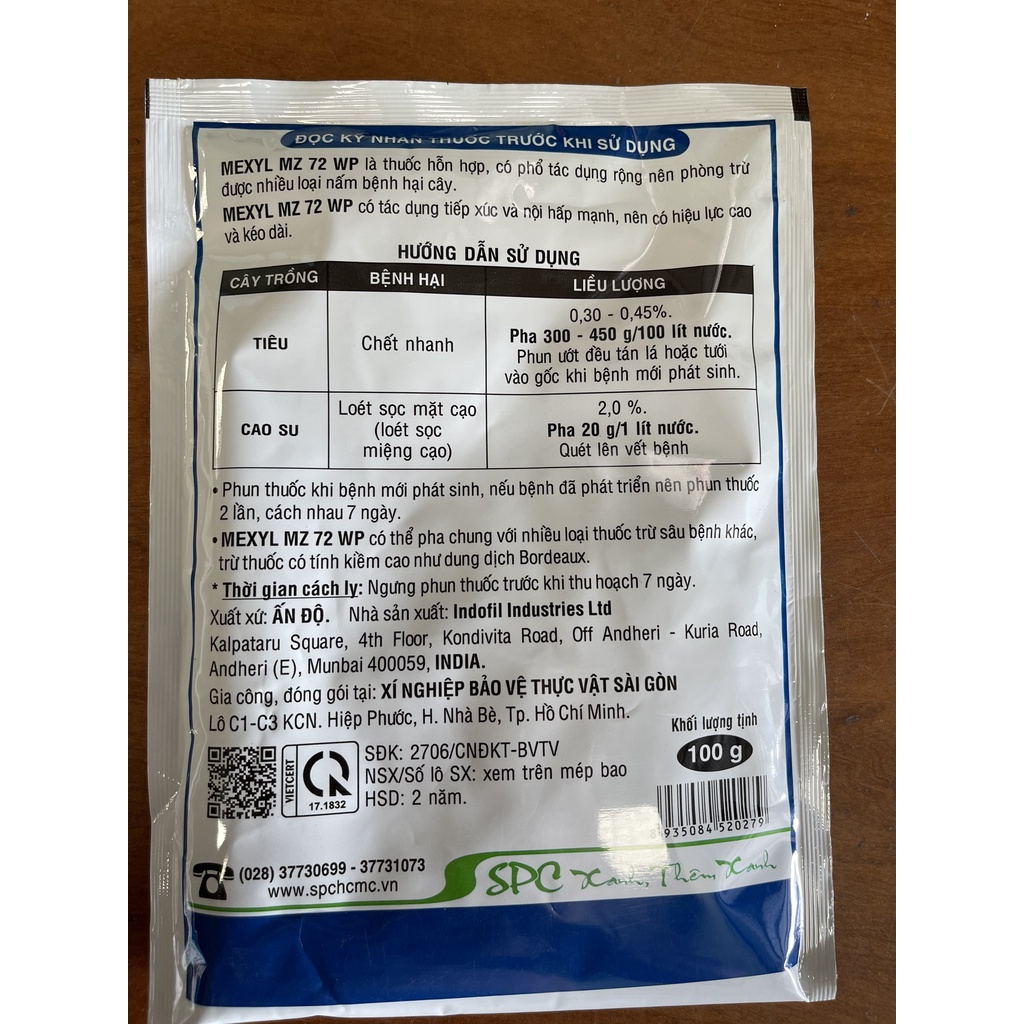 ĐỌC KỸ NHÃN THUỐC TRƯỚC KHI SỬ DỤNG
MEXYL MZ 72 WP là thuốc hỗn hợp, có phổ tác dụng rộng nên phòng trừ
được nhiều loại nấm bệnh hại cây.
MEXYL MZ 72 WP có tác dụng tiếp xúc và nội hấp mạnh, nên có hiệu lực cao
và kéo dài.
HƯỚNG DẪN SỬ DỤNG
CÂY TRỒNG BỆNH HẠI LIỀU LƯỢNG
TIÊU
Chết nhanh
0,30 - 0,45%.
Pha 300 - 450 g/100 lít nước.
Phun ướt đều tán lá hoặc tưới
vào gốc khi bệnh mới phát sinh.
CAO SU
Loét sọc mặt cạo
(loét sọc
miệng cạo)
2,0 %.
Pha 20 g/1 lít nước.
Quét lên vết bệnh
• Phun thuốc khi bệnh mới phát sinh, nếu bệnh đã phát triển nên phun thuốc
2 lần, cách nhau 7 ngày.
• MEXYL MZ 72 WP có thể pha chung với nhiều loại thuốc trừ sâu bệnh khác,
trừ thuốc có tính kiềm cao như dung dịch Bordeaux.
* Thời gian cách ly: Ngưng phun thuốc trước khi thu hoạch 7 ngày.
Xuất xứ: ẤN ĐỘ. Nhà sản xuất: Indofil Industries Ltd
Kalpataru Square, 4th Floor, Kondivita Road, Off Andheri - Kuria Road,
Andheri (E), Munbai 400059, INDIA.
Gia công, đóng gói tại: XÍ NGHIỆP BẢO VỆ THỰC VẬT SÀI GÒN
Lô C1-C3 KCN. Hiệp Phước, H. Nhà Bè, Tp. Hồ Chí Minh.
Khối lượng tịnh
100 g
VIETCERT
17.1832
SĐK: 2706/CNĐKT-BVTV
NSX/Số lô SX: xem trên mép bao
HSD: 2 năm.
8 935084 520279
(028) 37730699 - 37731073
www.spchcmc.vn
SPC Xanh, Thêm Xanh